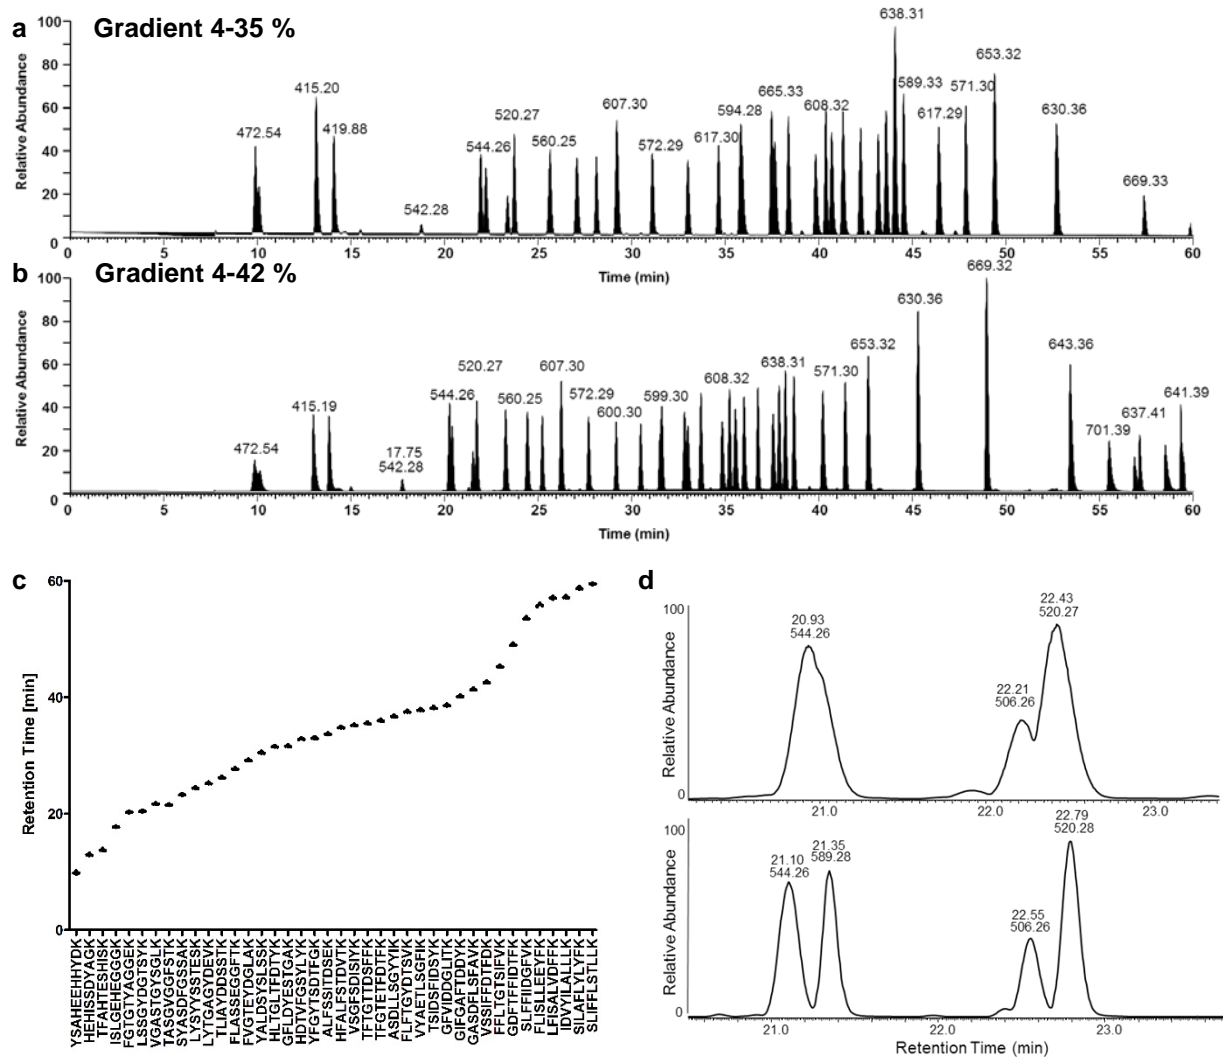 a
Gradient 4-35 %
Relative Abundance
100
80
60
40
20
0
472.54
415.20
419.88
542.28
544.26
520.27
560.25
607.30
572.29
617.30
594.28
665.33
608.32
638.31
589.33
617.29
571.30
653.32
630.36
669.33
0 5 10 15 20 25 30 35 40 45 50 55 60
Time (min)
b
Gradient 4-42 %
Relative Abundance
100
80
60
40
20
0
472.54
415.19
17.75
542.28
544.26
520.27
560.25
607.30
572.29
600.30
599.30
608.32
638.31
571.30
653.32
630.36
669.32
643.36
701.39
637.41
641.39
0 5 10 15 20 25 30 35 40 45 50 55 60
Time (min)
c
Retention Time [min]
60
40
20
0
YSAHEEHHYDK
HEHISSDYAGK
TFAHTESHISK
ISLGEHEGGGK
FGTGTYAGGEK
LSSGYDGTSYK
VGASTGYSGLK
TASGVGGFSTK
SYASDFGSSAK
LYSYYSSTESK
LYTGAGYDEVK
TLIAYDDSSTK
FLASSEGGFTK
FVGTEYDGLAK
YALDSYSLSSK
HLTGLTFDTYK
GFLDYESTGAK
HDTVFGSYLYK
YFGYTSDTFGK
ALFSSITDSEK
HFALFSTDVTK
VSGFSDISIYK
TFTGTTDSFFK
TFGTETFDTFK
ASDLLSGYYIK
FLFTGYDTSVK
VYAETLSGFIK
TSIDSFIDSYK
GFVIDDGLITK
GIFGAFTDDYK
GASDFLSFAVK
VSSIFFDTFDK
FFLTGTSIFVK
GDFTFFIDTFK
SLFFIIDGFVK
FLISLLEEYFK
LFISALVDFFK
IDVYILALLLK
SILAFLYLYFK
SLIFFLSTLLK
d
Relative Abundance
100
0
20.93
544.26
22.21
506.26
22.43
520.27
21.0 22.0 23.0
Relative Abundance
100
0
21.10
544.26
21.35
589.28
22.55
506.26
22.79
520.28
21.0 22.0 23.0
Retention Time (min)